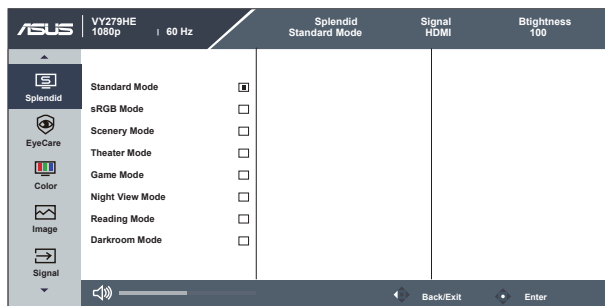 ASUS
VY279HE
1080p | 60 Hz
Splendid
Standard Mode
Signal
HDMI
Btightness
100
S
Splendid
EyeCare
Color
Image
Signal
Standard Mode
sRGB Mode
Scenery Mode
Theater Mode
Game Mode
Night View Mode
Reading Mode
Darkroom Mode
Back/Exit
Enter